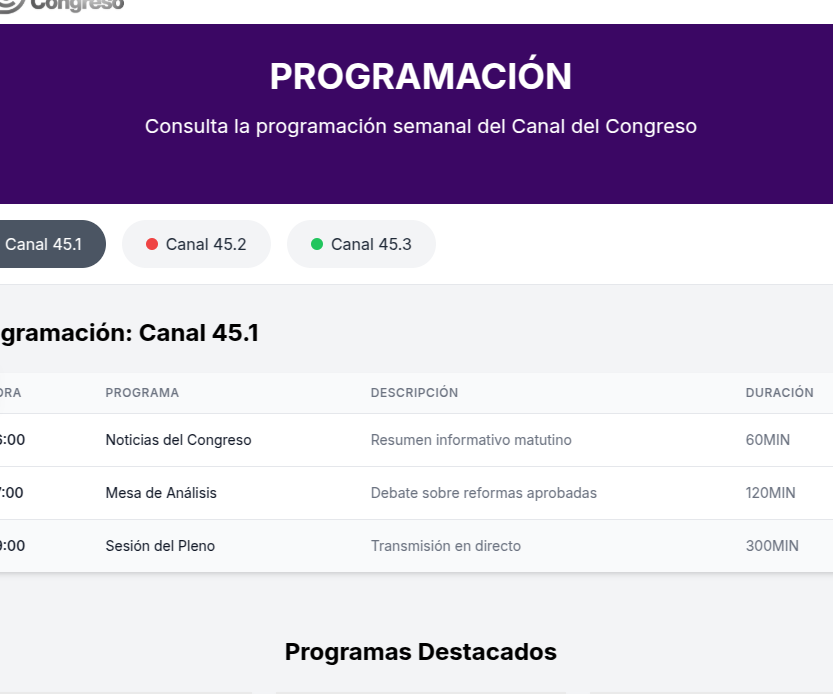 Congreso
PROGRAMACIÓN
Consulta la programación semanal del Canal del Congreso
Canal 45.1 Canal 45.2 Canal 45.3
gramación: Canal 45.1
ORA PROGRAMA DESCRIPCIÓN DURACIÓN
:00 Noticias del Congreso Resumen informativo matutino 60MIN
:00 Mesa de Análisis Debate sobre reformas aprobadas 120MIN
:00 Sesión del Pleno Transmisión en directo 300MIN
Programas Destacados